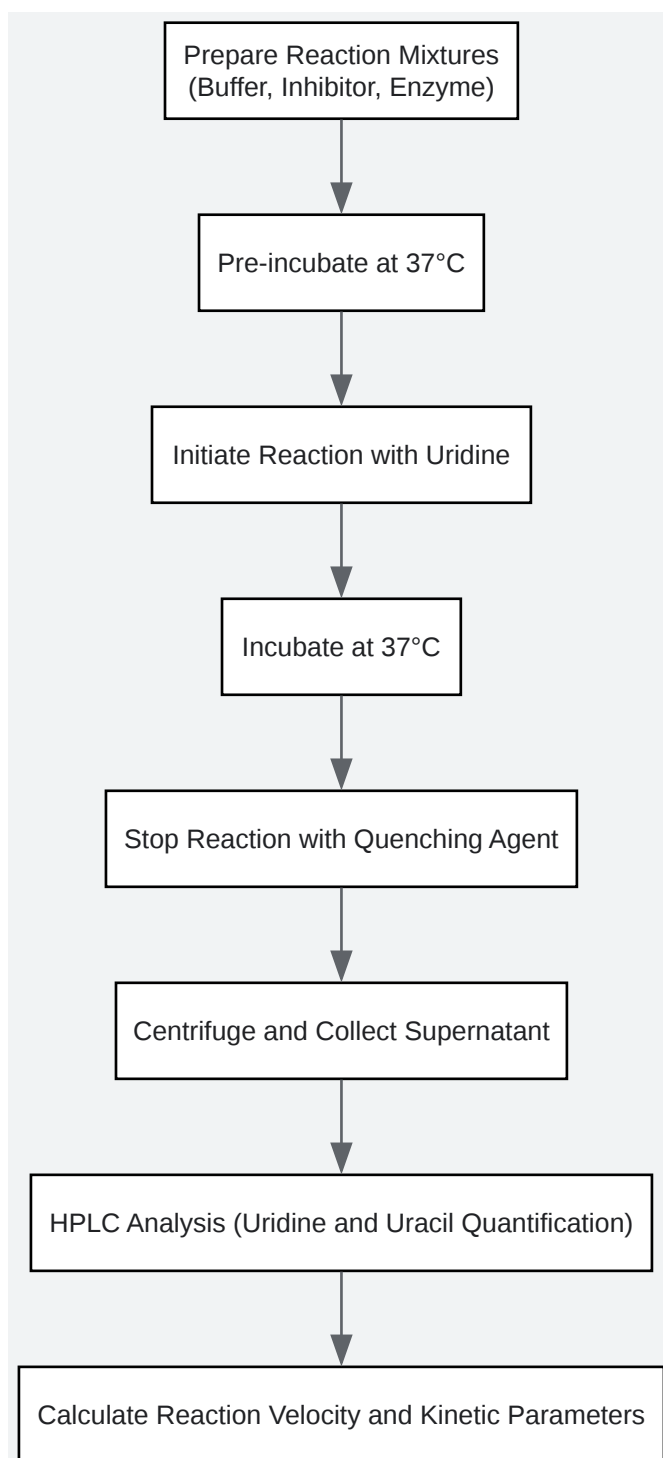 Prepare Reaction Mixtures
(Buffer, Inhibitor, Enzyme)
Pre-incubate at 37°C
Initiate Reaction with Uridine
Incubate at 37°C
Stop Reaction with Quenching Agent
Centrifuge and Collect Supernatant
HPLC Analysis (Uridine and Uracil Quantification)
Calculate Reaction Velocity and Kinetic Parameters